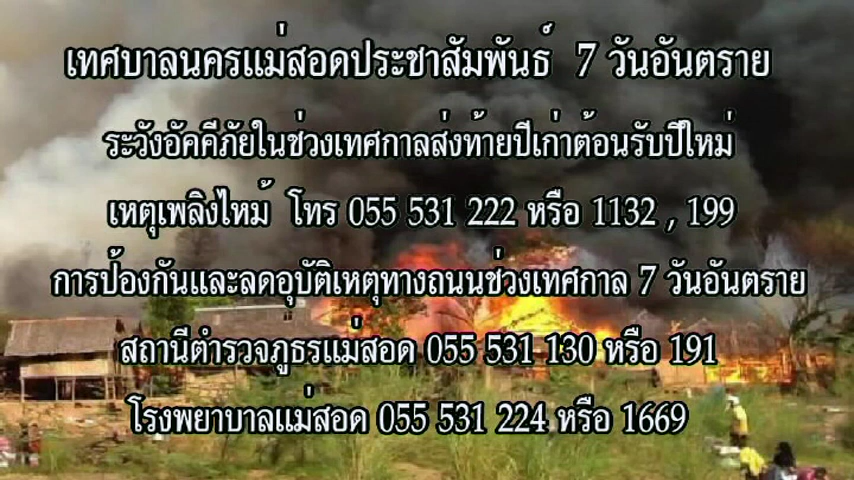 เทศบาลนครแม่สอดประชาสัมพันธ์ 7 วันอันตราย
ระวังอัคคีภัยในช่วงเทศกาลส่งท้ายปีเก่าต้อนรับปีใหม่
เหตุเพลิงไหม้ โทร 055 531 222 หรือ 1132 , 199
การป้องกันและลดอุบัติเหตุทางถนนช่วงเทศกาล 7 วันอันตราย
สถานีตำรวจภูธรแม่สอด 055 531 130 หรือ 191
โรงพยาบาลแม่สอด 055 531 224 หรือ 1669